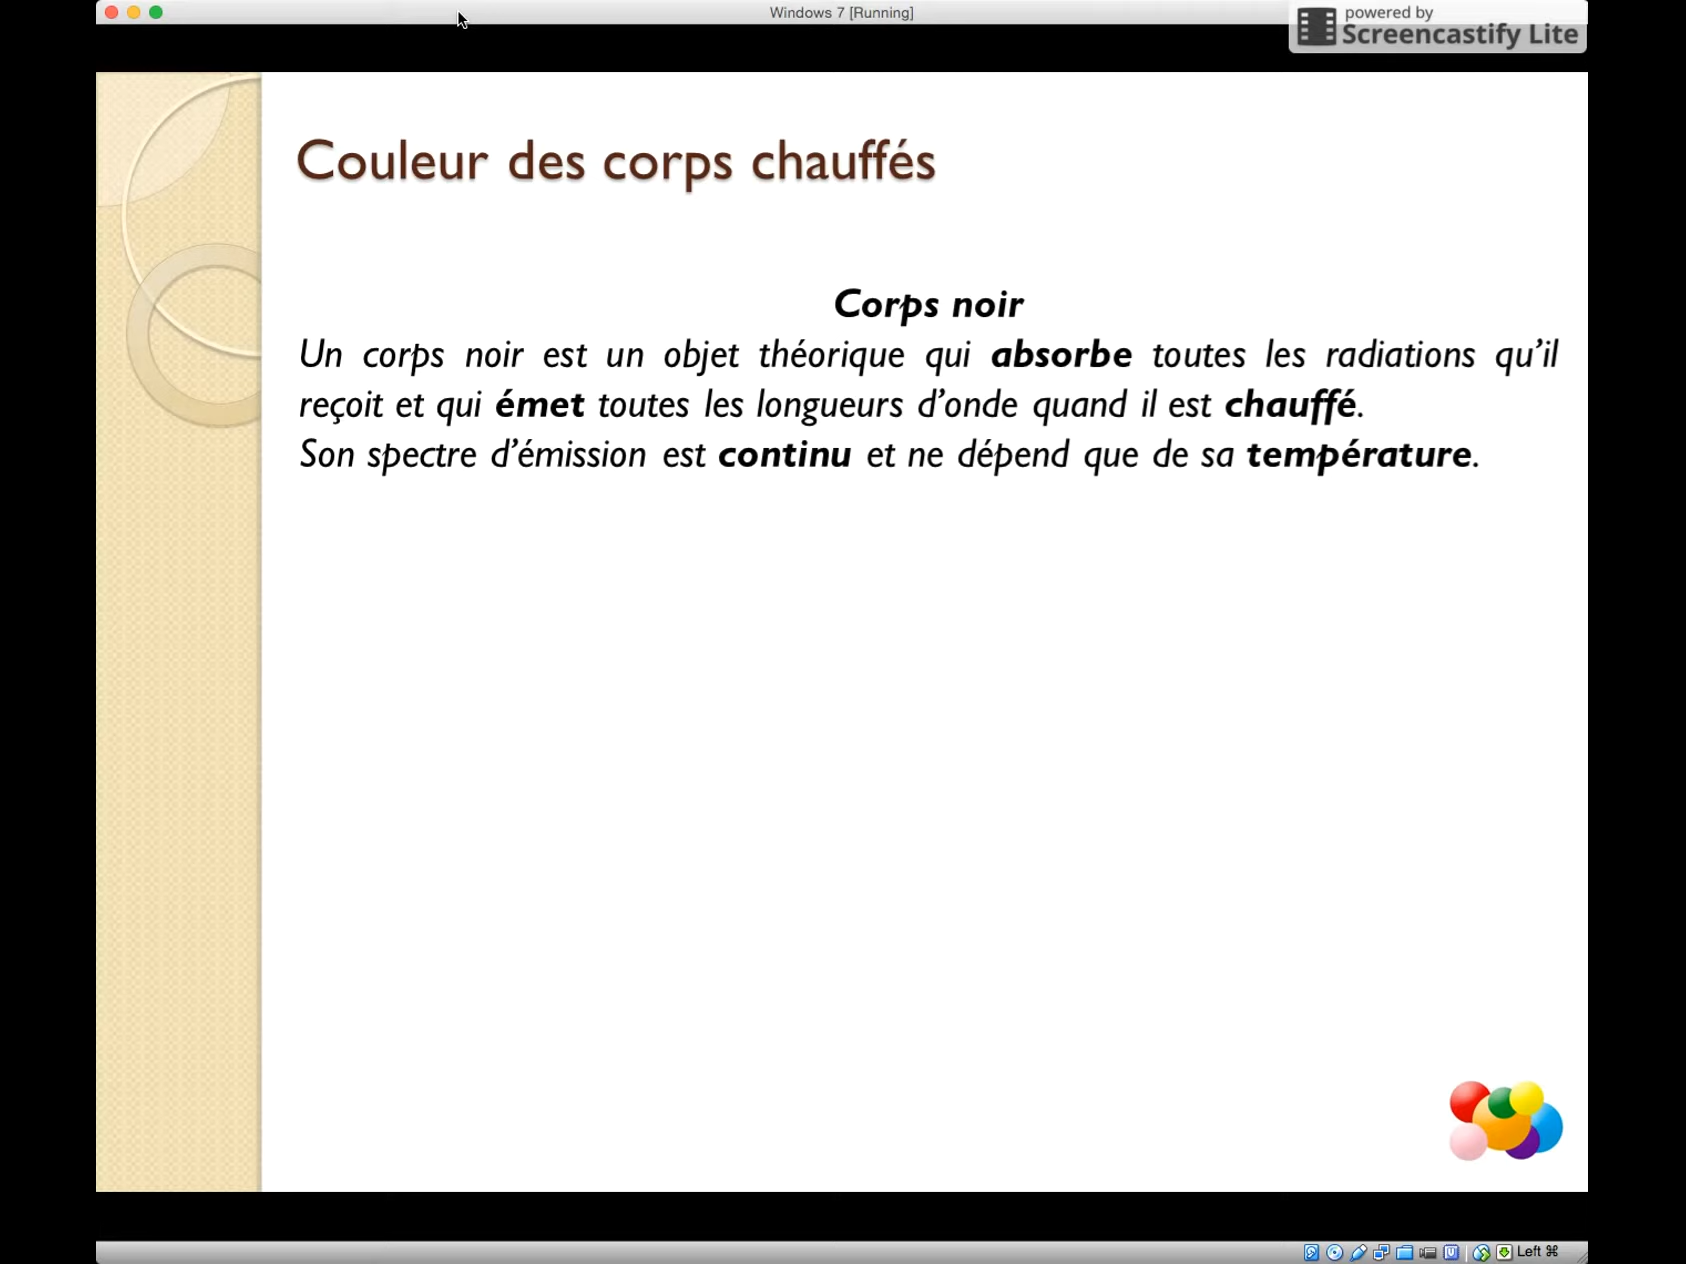 Windows 7 [Running]
powered by
Screencastify Lite
Couleur des corps chauffés
Corps noir
Un corps noir est un objet théorique qui absorbe toutes les radiations qu’il
reçoit et qui émet toutes les longueurs d’onde quand il est chauffé.
Son spectre d’émission est continu et ne dépend que de sa température.
Left ⌘